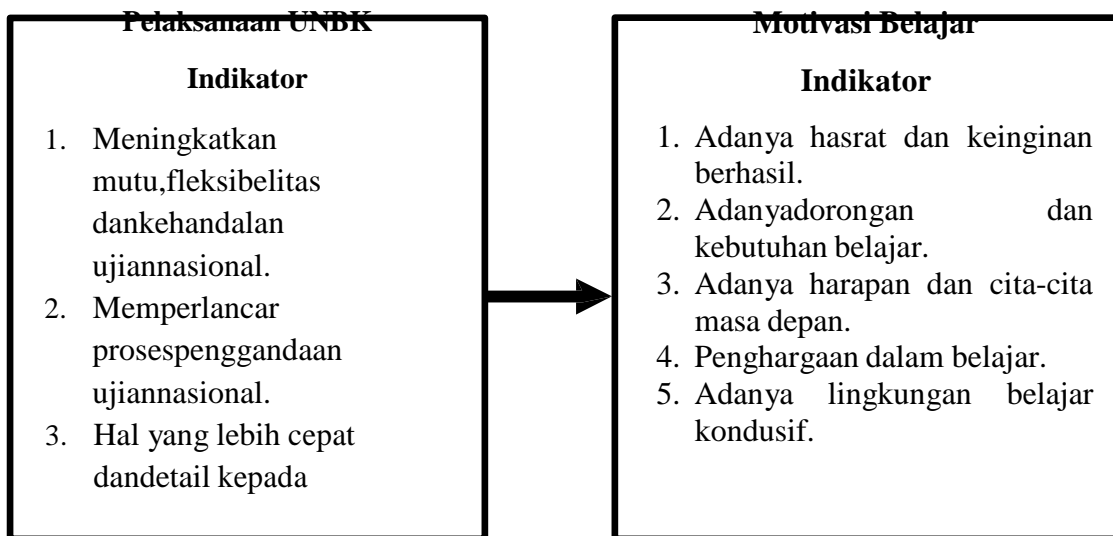 Pelaksanaan UNBK
Indikator
1. Meningkatkan
mutu,fleksibelitas
dankehandalan
ujiannasional.
2. Memperlancar
prosespenggandaan
ujiannasional.
3. Hal yang lebih cepat
dandetail kepada
Motivasi Belajar
Indikator
1. Adanya hasrat dan keinginan
berhasil.
2. Adanyadorongan dan
kebutuhan belajar.
3. Adanya harapan dan cita-cita
masa depan.
4. Penghargaan dalam belajar.
5. Adanya lingkungan belajar
kondusif.